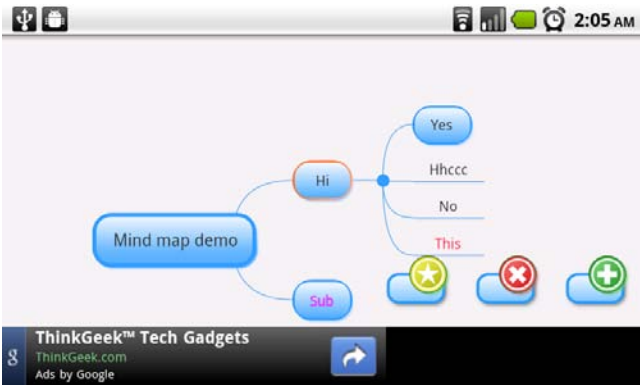 2:05 AM
Yes
Hi
Hhccc
No
Mind map demo
This
Sub
g
ThinkGeek™ Tech Gadgets
ThinkGeek.com
Ads by Google